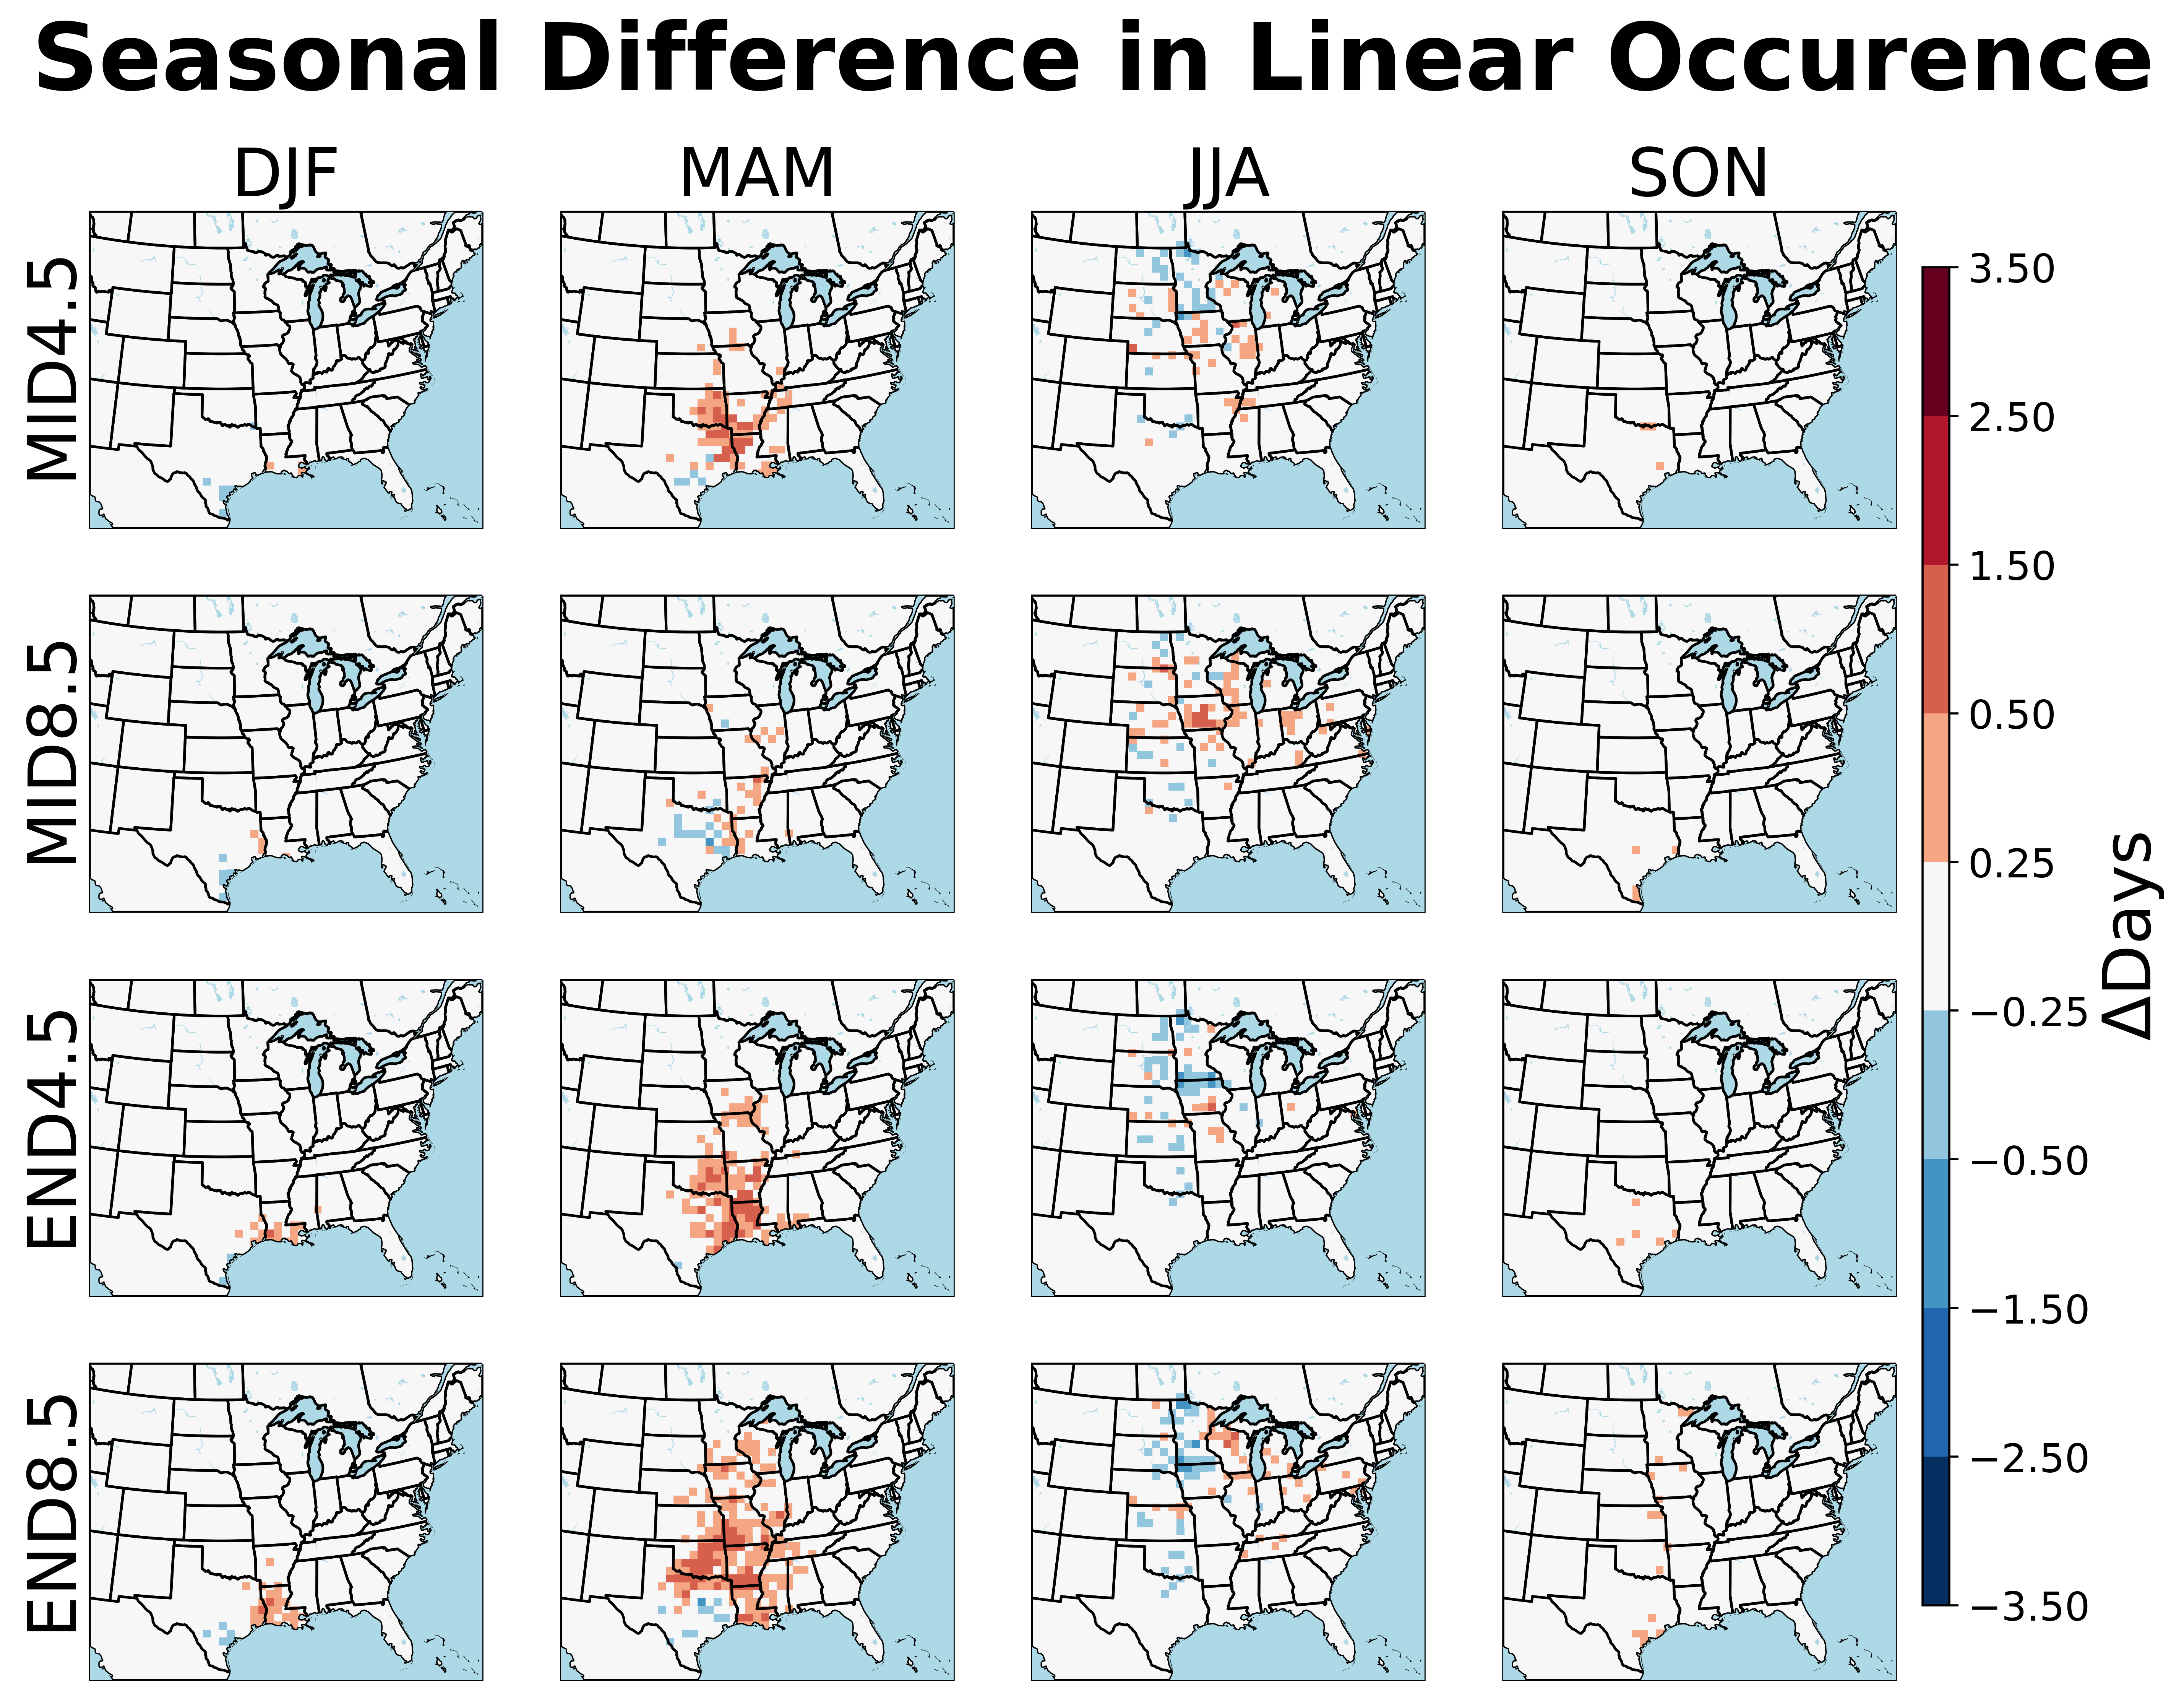 Seasonal Difference in Linear Occurence
DJF
MAM
JJA
SON
MID4.5
MID8.5
END4.5
END8.5
3.50
2.50
1.50
0.50
0.25
−0.25
−0.50
−1.50
−2.50
−3.50
ΔDays